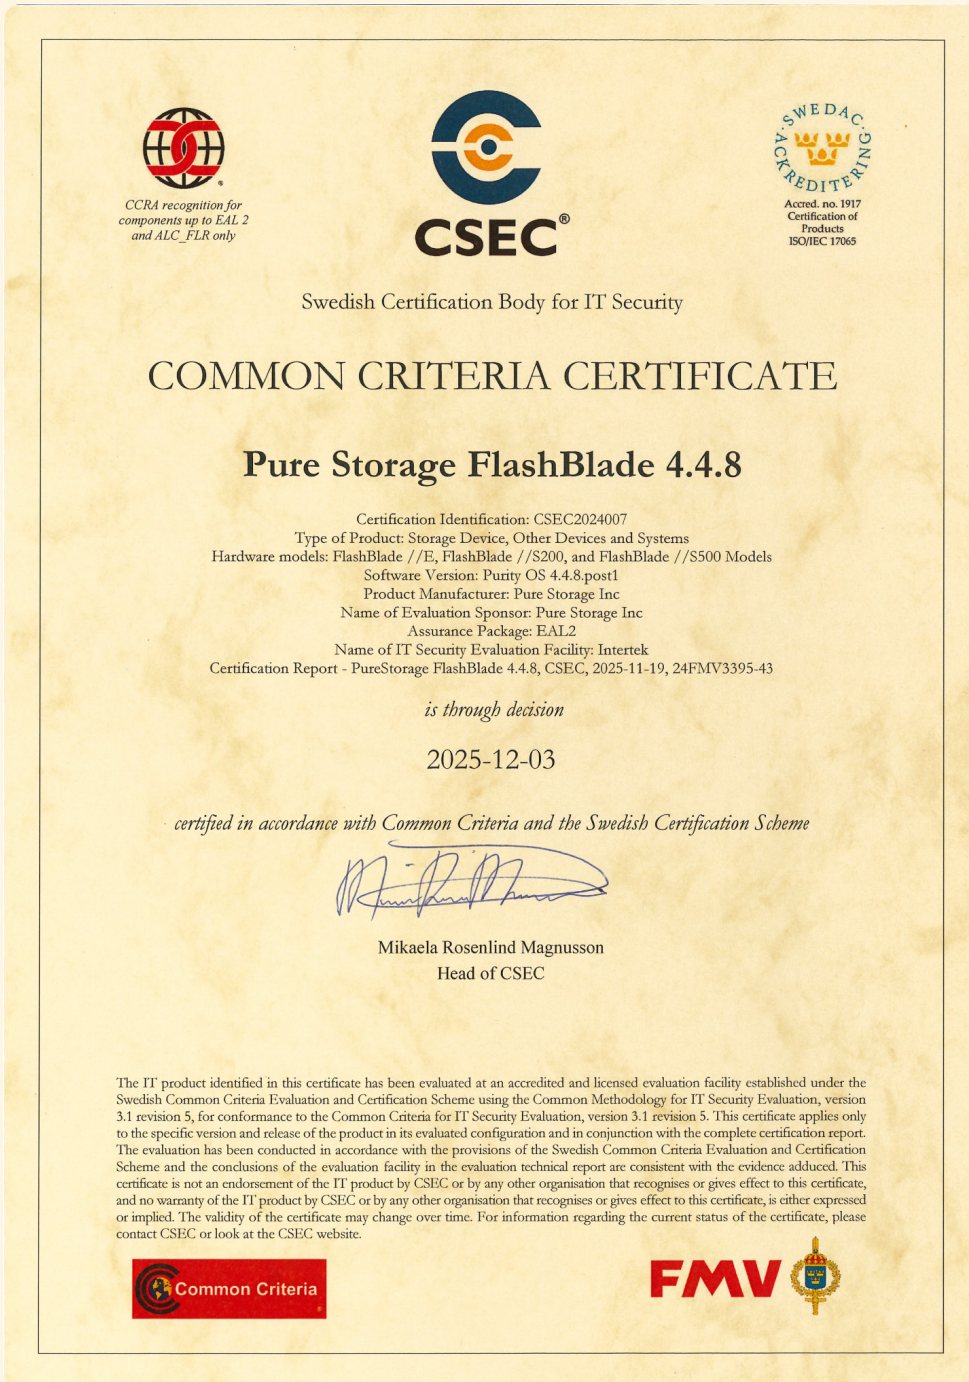 CCRA recognition for
components up to EAL 2
and ALC_FLR only
CSEC®
SWEDAC
ACKREDITERING
Accred. no. 1917
Certification of
Products
ISO/IEC 17065
Swedish Certification Body for IT Security
COMMON CRITERIA CERTIFICATE
Pure Storage FlashBlade 4.4.8
Certification Identification: CSEC2024007
Type of Product: Storage Device, Other Devices and Systems
Hardware models: FlashBlade //E, FlashBlade //S200, and FlashBlade //S500 Models
Software Version: Purity OS 4.4.8.post1
Product Manufacturer: Pure Storage Inc
Name of Evaluation Sponsor: Pure Storage Inc
Assurance Package: EAL2
Name of IT Security Evaluation Facility: Intertek
Certification Report - PureStorage FlashBlade 4.4.8, CSEC, 2025-11-19, 24FMV3395-43
is through decision
2025-12-03
certified in accordance with Common Criteria and the Swedish Certification Scheme
Mikaela Rosenlind Magnusson
Head of CSEC
The IT product identified in this certificate has been evaluated at an accredited and licensed evaluation facility established under the
Swedish Common Criteria Evaluation and Certification Scheme using the Common Methodology for IT Security Evaluation, version
3.1 revision 5, for conformance to the Common Criteria for IT Security Evaluation, version 3.1 revision 5. This certificate applies only
to the specific version and release of the product in its evaluated configuration and in conjunction with the complete certification report.
The evaluation has been conducted in accordance with the provisions of the Swedish Common Criteria Evaluation and Certification
Scheme and the conclusions of the evaluation facility in the evaluation technical report are consistent with the evidence adduced. This
certificate is not an endorsement of the IT product by CSEC or by any other organisation that recognises or gives effect to this certificate,
and no warranty of the IT product by CSEC or by any other organisation that recognises or gives effect to this certificate, is either expressed
or implied. The validity of the certificate may change over time. For information regarding the current status of the certificate, please
contact CSEC or look at the CSEC website.
Common Criteria
FMV